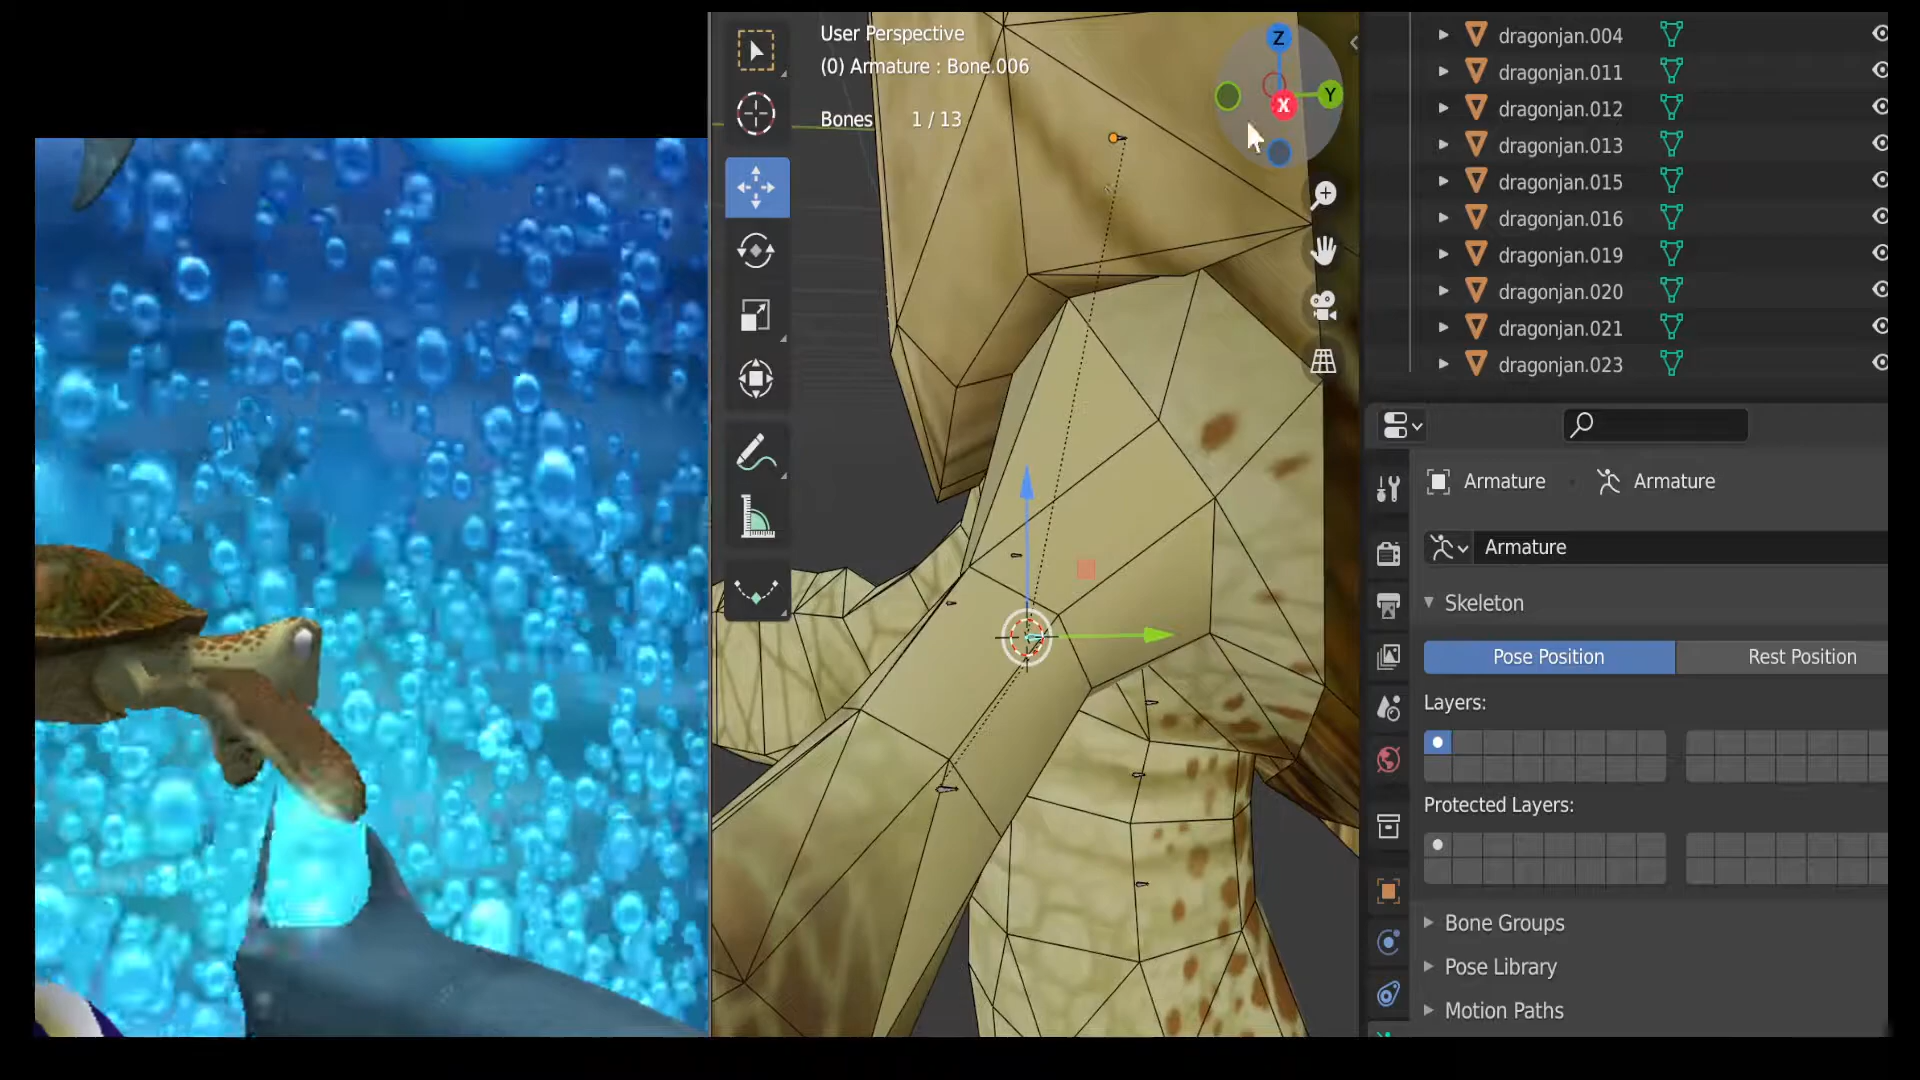 User Perspective
(0) Armature : Bone.006
Bones 1 / 13
Z
Y
X
dragonjan.004
dragonjan.011
dragonjan.012
dragonjan.013
dragonjan.015
dragonjan.016
dragonjan.019
dragonjan.020
dragonjan.021
dragonjan.023
Armature Armature
Armature
Skeleton
Pose Position Rest Position
Layers:
Protected Layers:
Bone Groups
Pose Library
Motion Paths